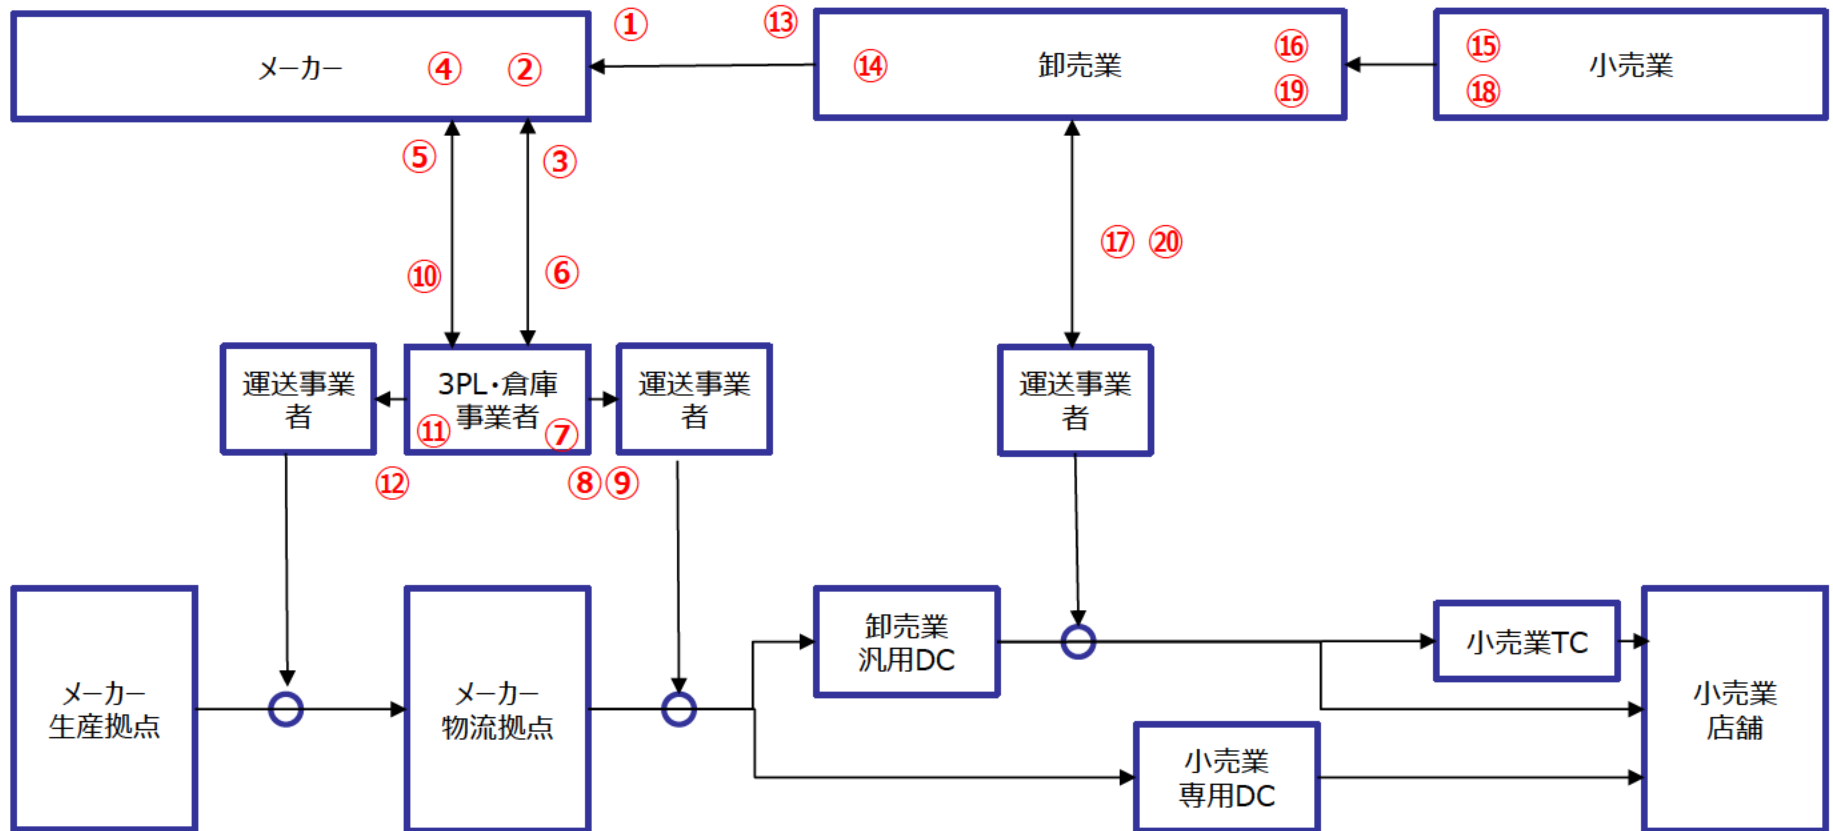 ①
⑬
メーカー
④
②
⑭
卸売業
⑯
⑲
⑮
⑱
小売業
⑤
③
⑩
⑥
⑰ ⑳
運送事業
者
3PL・倉庫
事業者
⑪
⑦
運送事業
者
運送事業
者
⑫
⑧⑨
メーカー
生産拠点
メーカー
物流拠点
卸売業
汎用DC
小売業TC
小売業
専用DC
小売業
店舗